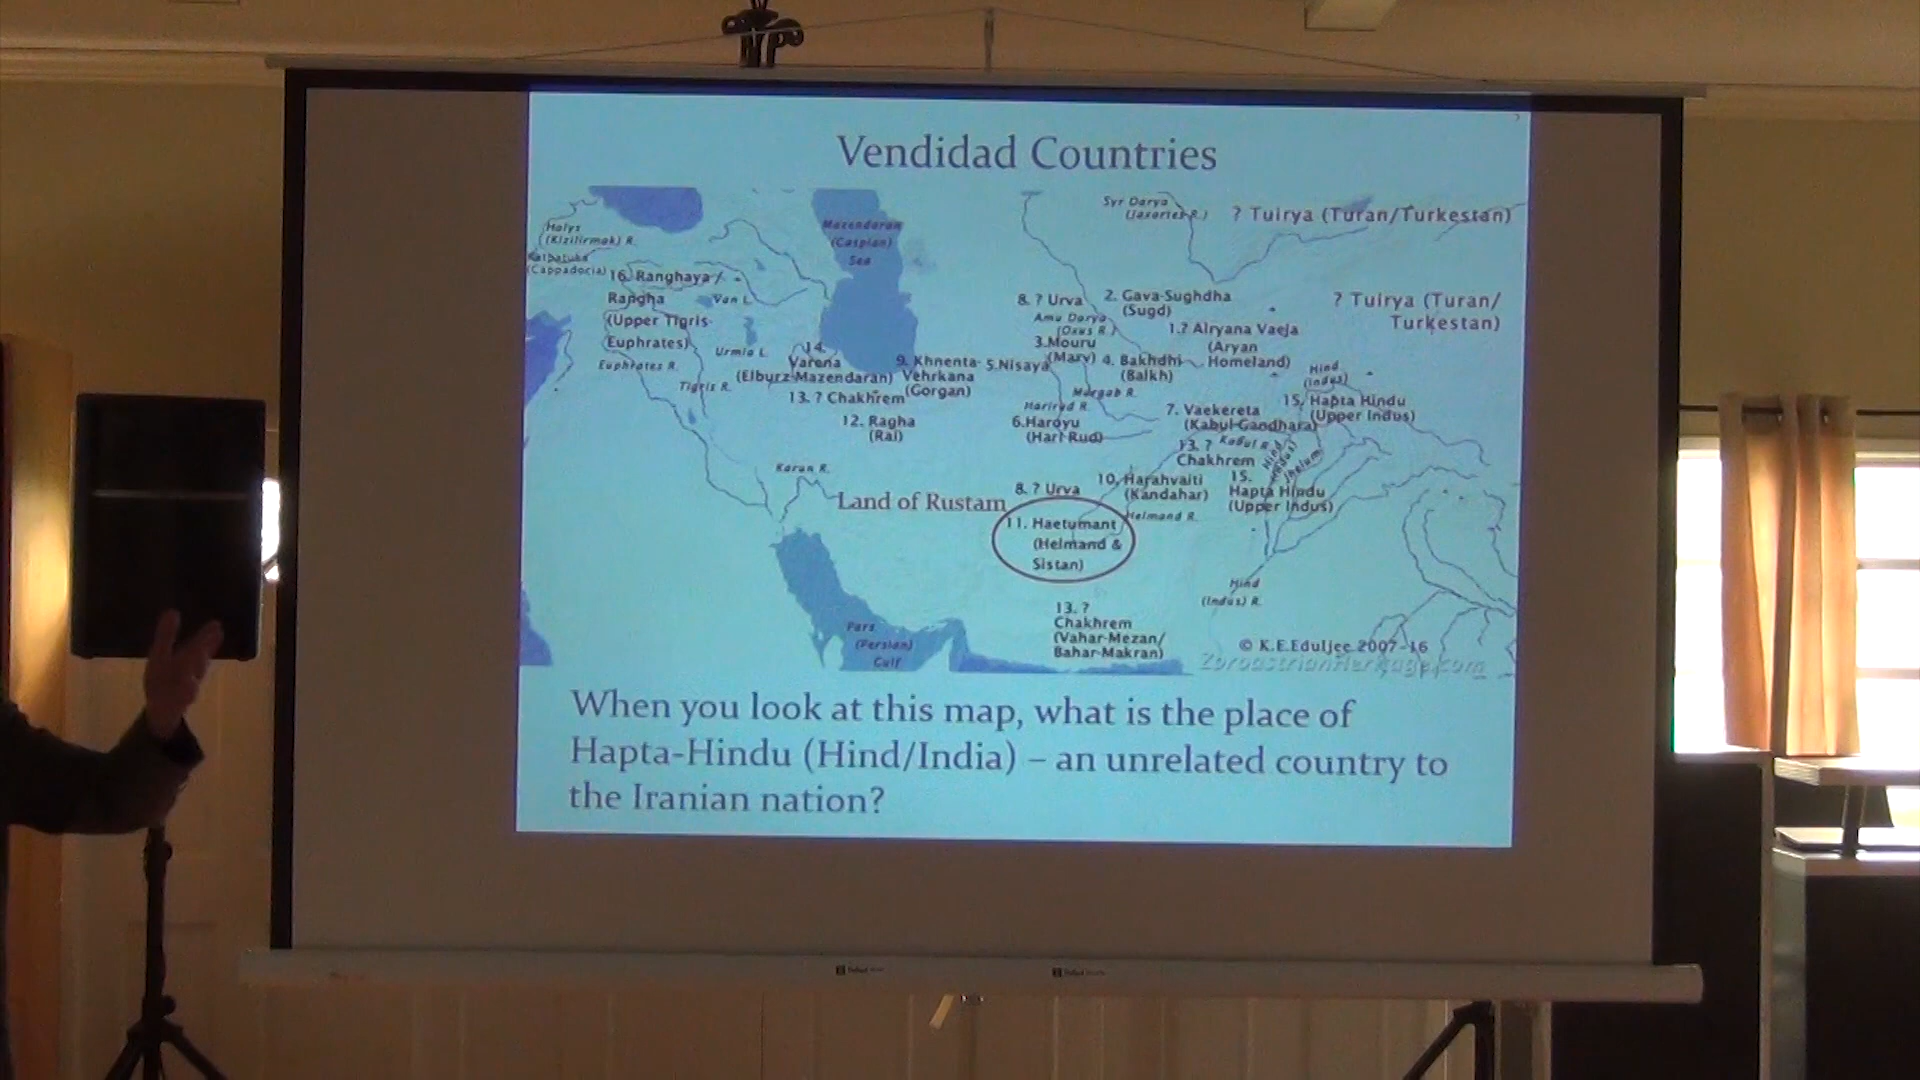 Vendidad Countries
Syr Darya
(Jaxartes R.)
? Tuirya (Turan/Turkestan)
Halys
(Kizilirmak) R.
Mazendaran
(Caspian)
Sea
(Cappadocia)
16. Ranghaya /
Rangha
(Upper Tigris-
Euphrates)
Van L.
Urmia L.
Euphrates R.
Tigris R.
14.
Varena
(Elburz-Mazendaran)
9. Khnenta-
Vehrkana
(Gorgan)
13. ? Chakhrem
12. Ragha
(Rai)
5.Nisaya
8. ? Urva
Amu Darya
(Oxus R.)
3.Mouru
(Marv)
2. Gava-Sughdha
(Sugd)
1.? Airyana Vaeja
(Aryan
Homeland)
? Tuirya (Turan/
Turkestan)
4. Bakhdhi
(Balkh)
Murgab R.
Harirud R.
6.Haroyu
(Hari Rud)
Hind
(Indus)
15. Hapta Hindu
(Upper Indus)
7. Vaekereta
(Kabul-Gandhara)
Kabul R.
13. ?
Chakhrem
Hind
(Indus)
Jhelum
15.
Hapta Hindu
(Upper Indus)
10. Harahvaiti
(Kandahar)
Karun R.
Land of Rustam
8. ? Urva
Helmand R.
11. Haetumant
(Helmand &
Sistan)
Hind
(Indus) R.
13. ?
Chakhrem
(Vahar-Mezan/
Bahar-Makran)
Pars
(Persian)
Gulf
© K.E.Eduljee 2007-16
ZoroastrianHeritage.com
When you look at this map, what is the place of
Hapta-Hindu (Hind/India) – an unrelated country to
the Iranian nation?